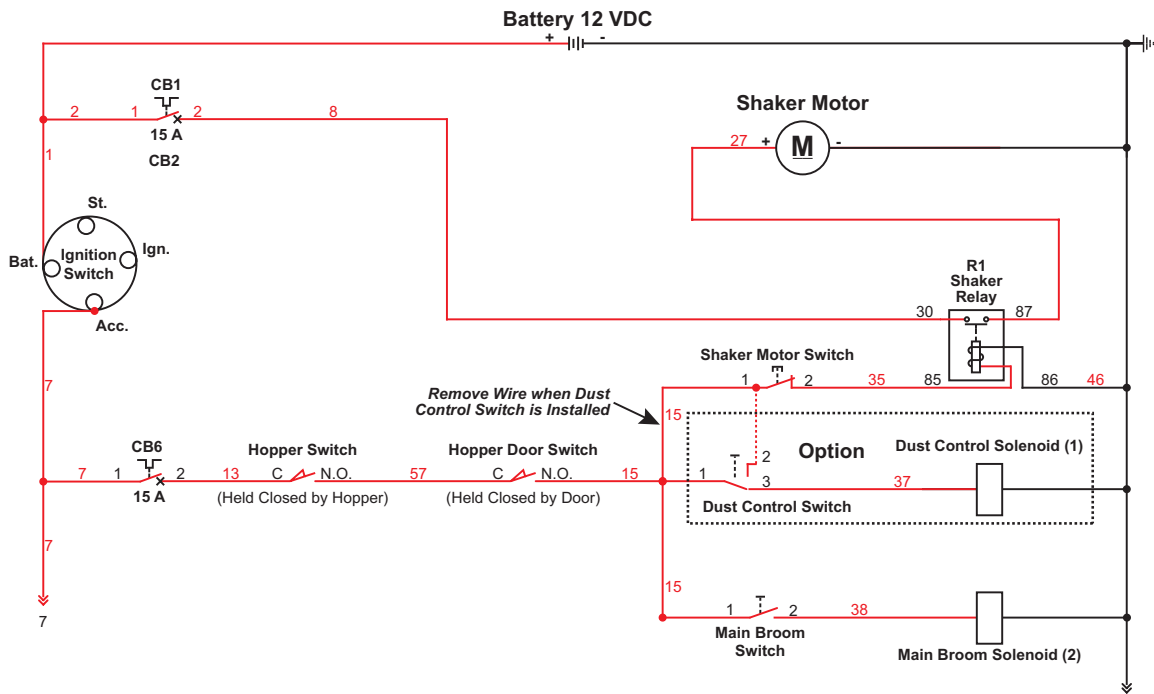 Battery 12 VDC
+ -
CB1
2 1 2 8
15 A
CB2
1
Shaker Motor
27 + M -
St.
Bat. Ignition Ign.
Switch
Acc.
R1
Shaker
Relay
30 87
7
Shaker Motor Switch
1 2 35 85 86 46
Remove Wire when Dust
Control Switch is Installed
15
Option
Dust Control Solenoid (1)
CB6
7 1 2
15 A
13
Hopper Switch
C N.O.
(Held Closed by Hopper)
57
Hopper Door Switch
C N.O.
(Held Closed by Door)
15
1 2
3 37
Dust Control Switch
7
15
7
1 2 38
Main Broom
Switch
Main Broom Solenoid (2)